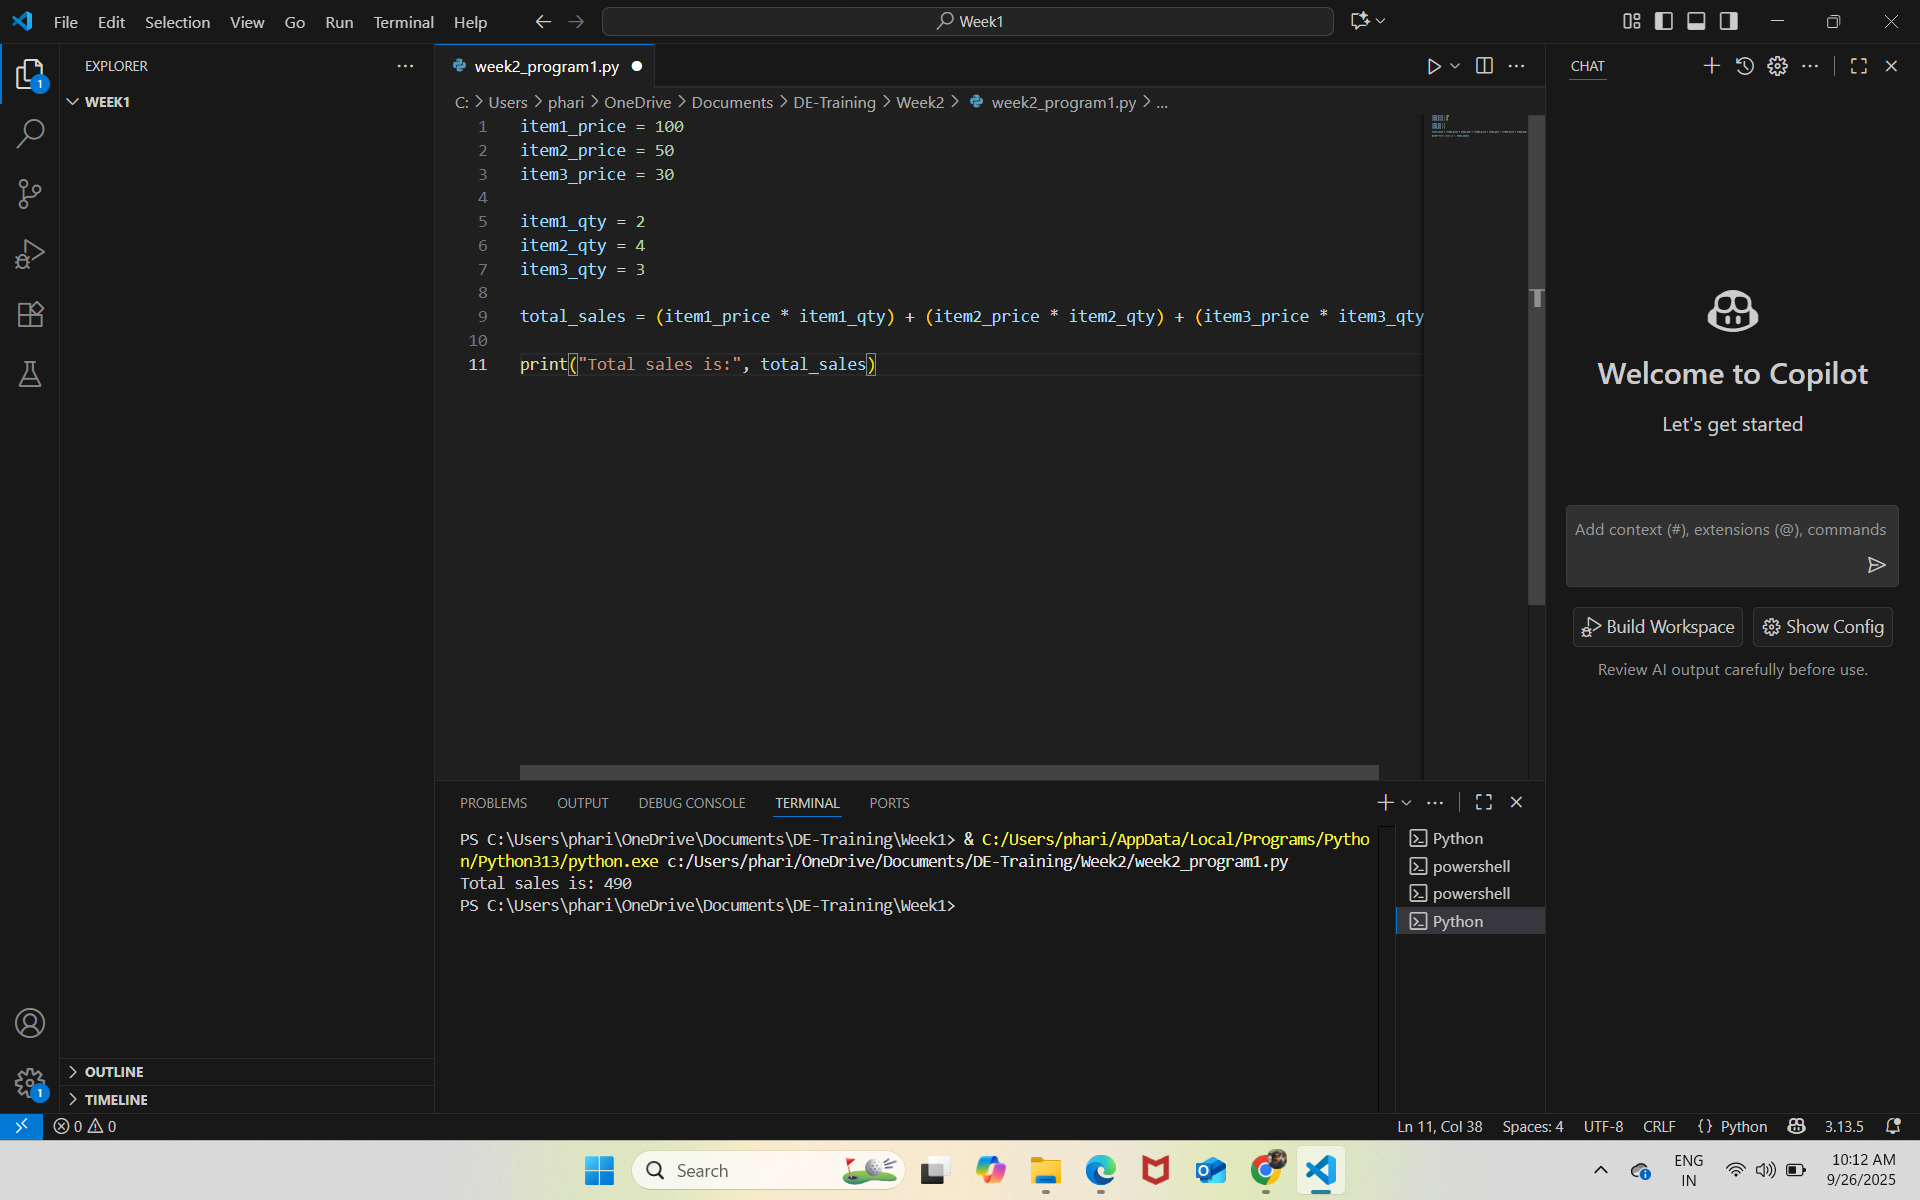 File Edit Selection View Go Run Terminal Help
Week1
EXPLORER
WEEK1
OUTLINE
TIMELINE
week2_program1.py
C: > Users > phari > OneDrive > Documents > DE-Training > Week2 > week2_program1.py > ...
1 item1_price = 100
2 item2_price = 50
3 item3_price = 30
4
5 item1_qty = 2
6 item2_qty = 4
7 item3_qty = 3
8
9 total_sales = (item1_price * item1_qty) + (item2_price * item2_qty) + (item3_price * item3_qty
10
11 print("Total sales is:", total_sales)
PROBLEMS OUTPUT DEBUG CONSOLE TERMINAL PORTS
PS C:\Users\phari\OneDrive\Documents\DE-Training\Week1> & C:/Users/phari/AppData/Local/Programs/Pytho
n/Python313/python.exe c:/Users/phari/OneDrive/Documents/DE-Training/Week2/week2_program1.py
Total sales is: 490
PS C:\Users\phari\OneDrive\Documents\DE-Training\Week1>
Python
powershell
powershell
Python
CHAT
Welcome to Copilot
Let's get started
Add context (#), extensions (@), commands
Build Workspace Show Config
Review AI output carefully before use.
1
1
0 0
Ln 11, Col 38 Spaces: 4 UTF-8 CRLF {} Python 3.13.5
Search
ENG
IN
10:12 AM
9/26/2025